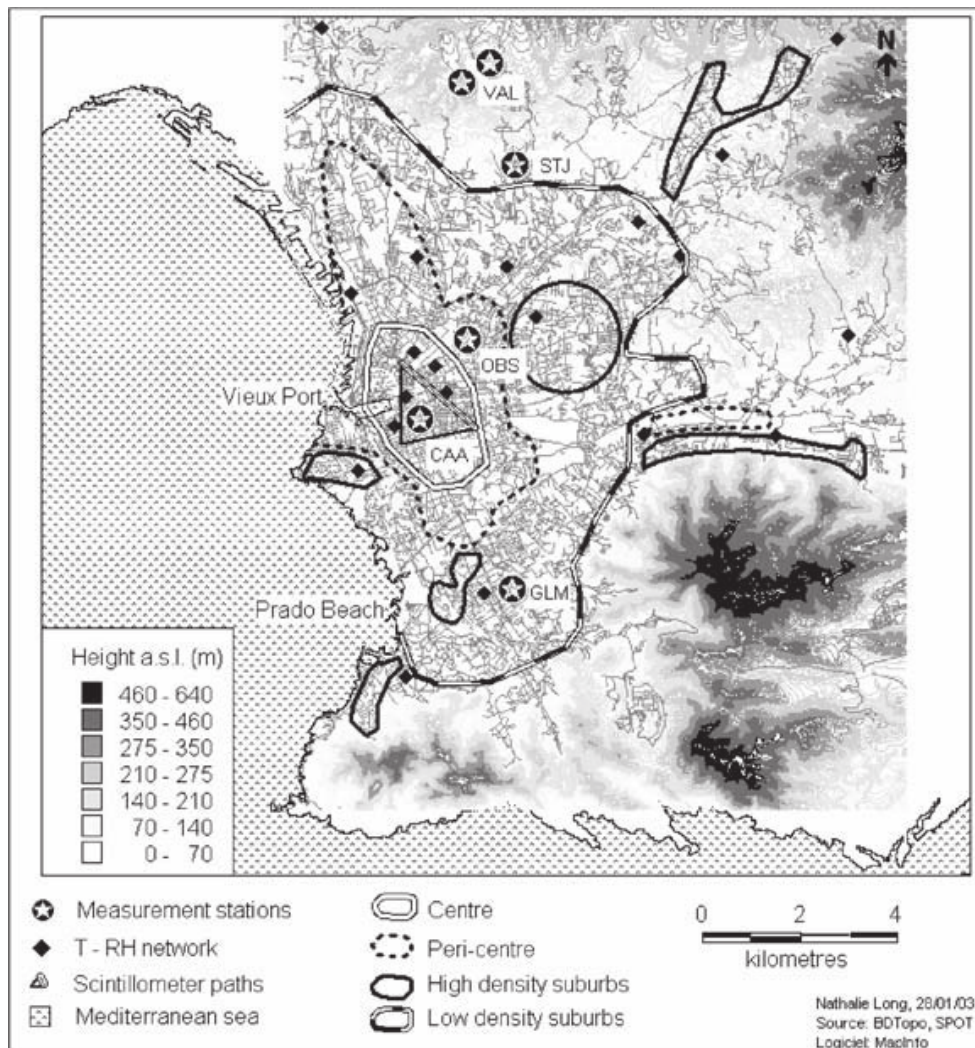 N
VAL
STJ
OBS
Vieux Port
CAA
GLM
Prado Beach
Height a.s.l. (m)
460 - 640
350 - 460
275 - 350
210 - 275
140 - 210
70 - 140
0 - 70
Measurement stations
T - RH network
Scintillometer paths
Mediterranean sea
Centre
Peri-centre
High density suburbs
Low density suburbs
0 2 4
kilometres
Nathalie Long, 28/01/03
Source: BDTopo, SPOT
Logiciel: MapInfo